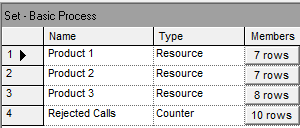 Set - Basic Process
Name Type Members
1 Product 1 Resource 7 rows
2 Product 2 Resource 7 rows
3 Product 3 Resource 8 rows
4 Rejected Calls Counter 10 rows